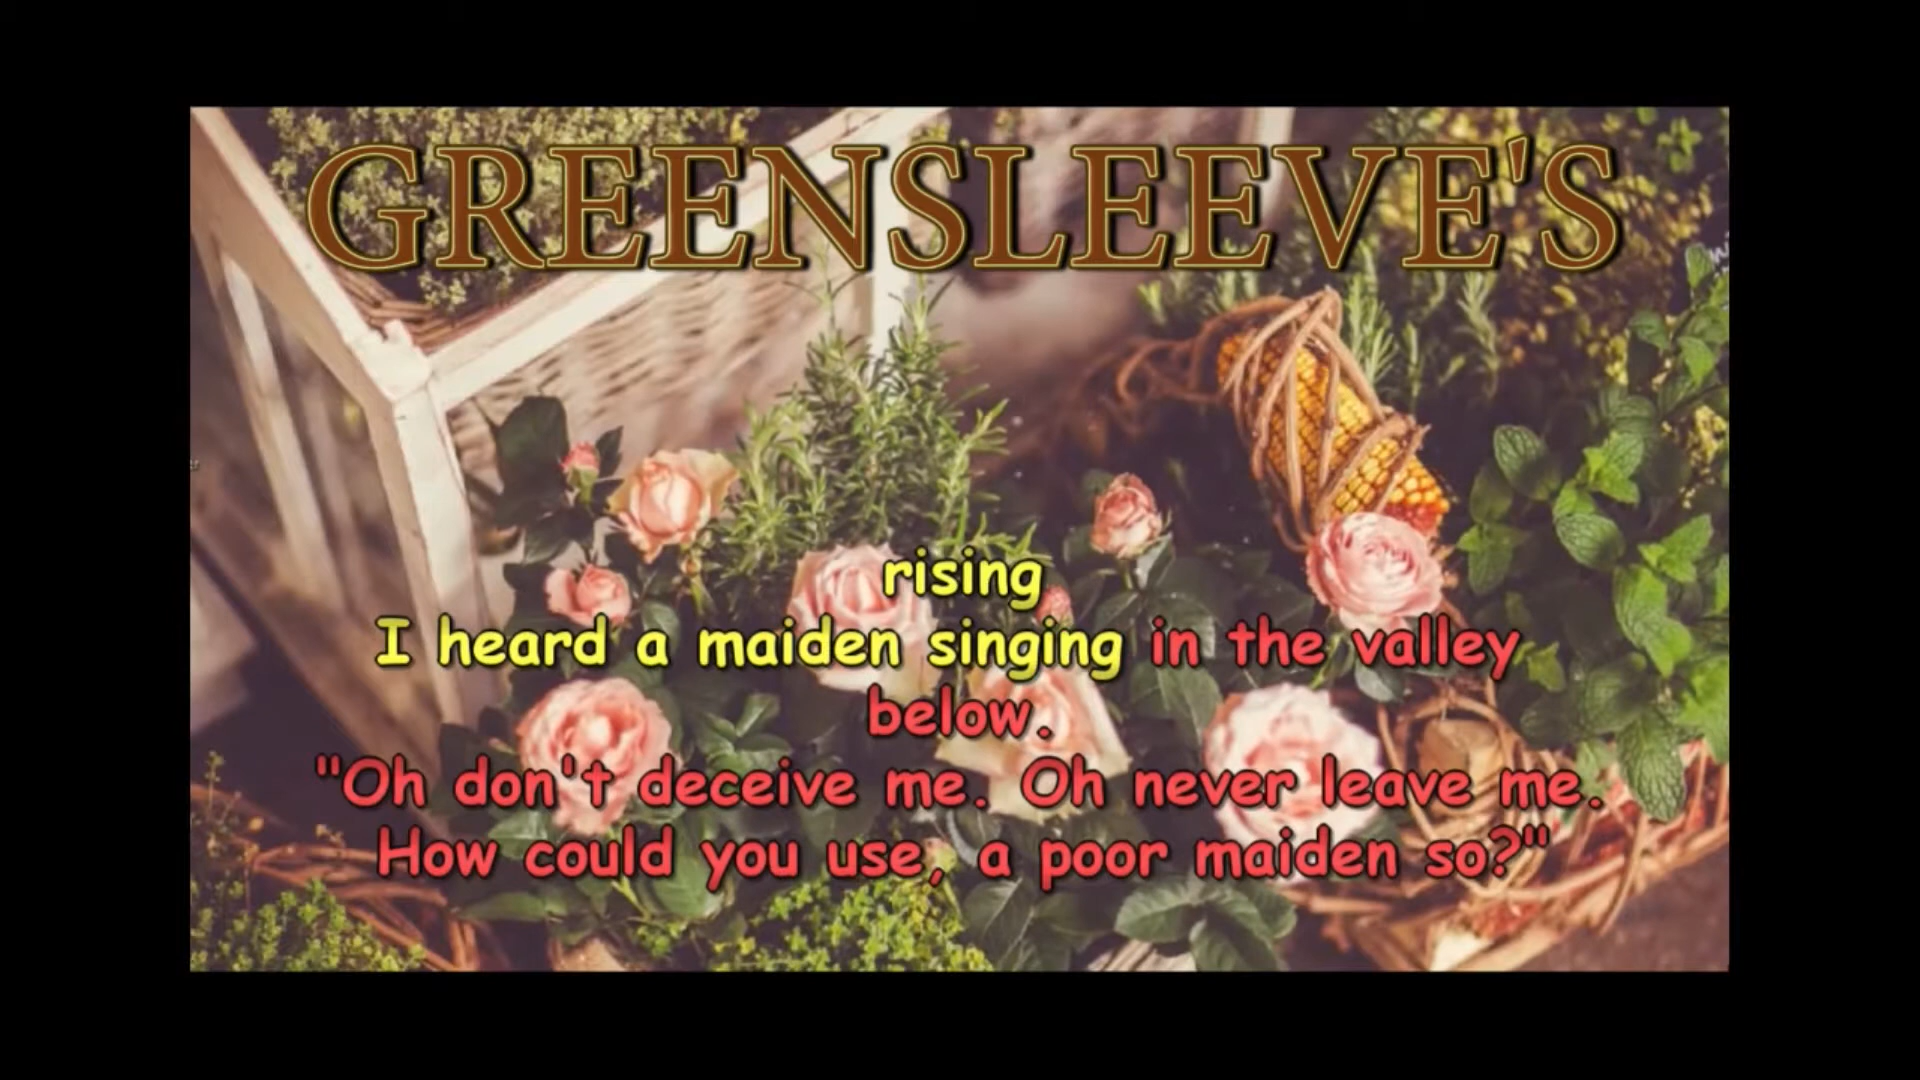 GREENSLEEVE'S
rising
I heard a maiden singing in the valley
below.
"Oh don't deceive me. Oh never leave me.
How could you use, a poor maiden so?"